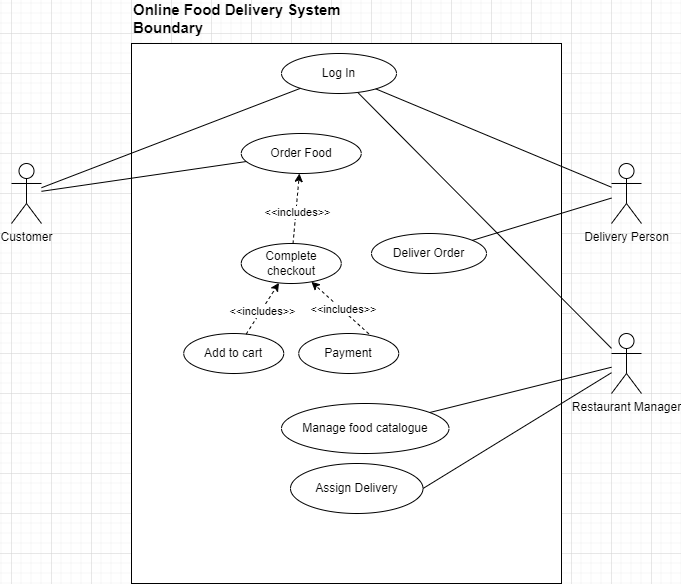 Online Food Delivery System
Boundary
Log In
Order Food
<<includes>>
Customer
Delivery Person
Deliver Order
Complete
checkout
<<includes>>
<<includes>>
Add to cart
Payment
Restaurant Manager
Manage food catalogue
Assign Delivery